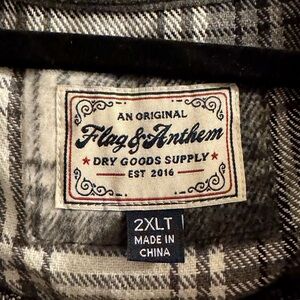 AN ORIGINAL
Flag & Anthem
DRY GOODS SUPPLY
EST 2016
2XLT
MADE IN
CHINA